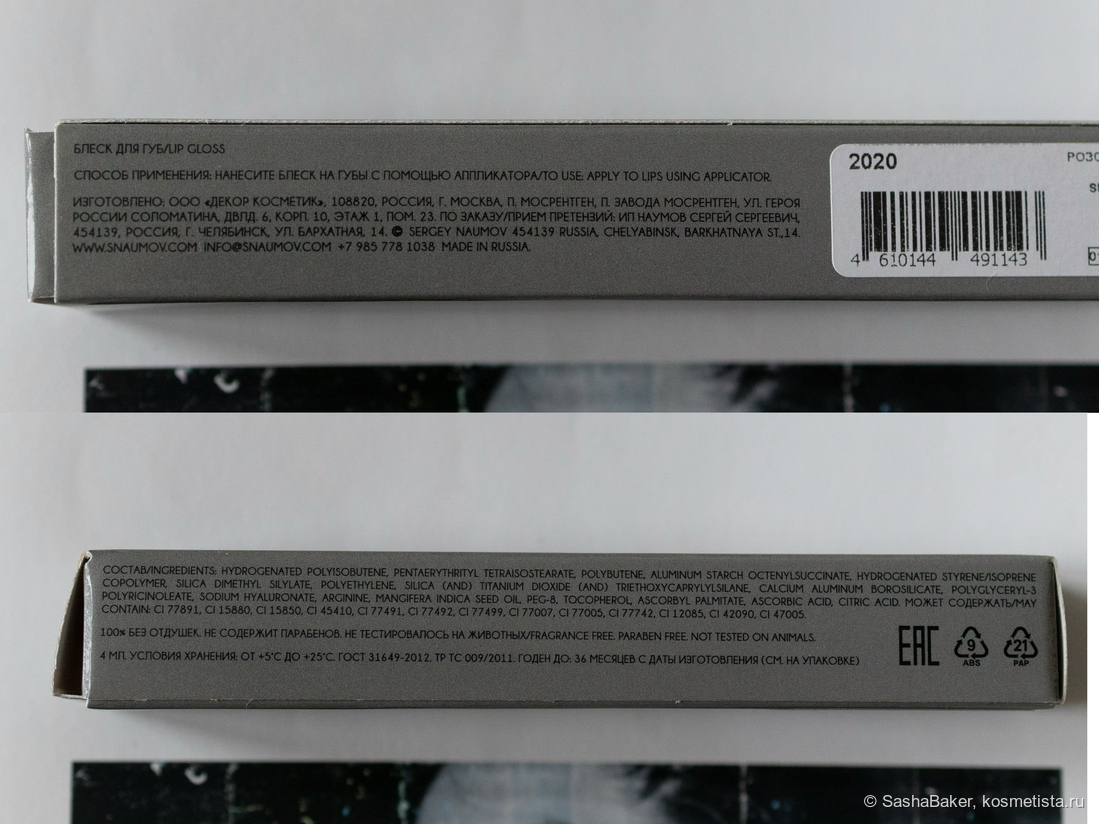 БЛЕСК ДЛЯ ГУБ/LIP GLOSS
СПОСОБ ПРИМЕНЕНИЯ: НАНЕСИТЕ БЛЕСК НА ГУБЫ С ПОМОЩЬЮ АППЛИКАТОРА/TO USE: APPLY TO LIPS USING APPLICATOR.
ИЗГОТОВЛЕНО: ООО «ДЕКОР КОСМЕТИК», 108820, РОССИЯ, Г. МОСКВА, П. МОСРЕНТГЕН, П. ЗАВОДА МОСРЕНТГЕН, УЛ. ГЕРОЯ
РОССИИ СОЛОМАТИНА, ДВЛД. 6, КОРП. 10, ЭТАЖ 1, ПОМ. 23. ПО ЗАКАЗУ/ПРИЕМ ПРЕТЕНЗИЙ: ИП НАУМОВ СЕРГЕЙ СЕРГЕЕВИЧ,
454139, РОССИЯ, Г. ЧЕЛЯБИНСК, УЛ. БАРХАТНАЯ, 14. © SERGEY NAUMOV 454139 RUSSIA, CHELYABINSK, BARKHATNAYA ST.,14.
WWW.SNAUMOV.COM INFO@SNAUMOV.COM +7 985 778 1038 MADE IN RUSSIA.
2020
4 610144 491143
СОСТАВ/INGREDIENTS: HYDROGENATED POLYISOBUTENE, PENTAERYTHRITYL TETRAISOSTEARATE, POLYBUTENE, ALUMINUM STARCH OCTENYLSUCCINATE, HYDROGENATED STYRENE/ISOPRENE
COPOLYMER, SILICA DIMETHYL SILYLATE, POLYETHYLENE, SILICA (AND) TITANIUM DIOXIDE (AND) TRIETHOXYCAPRYLYLSILANE, CALCIUM ALUMINUM BOROSILICATE, POLYGLYCERYL-3
POLYRICINOLEATE, SODIUM HYALURONATE, ARGININE, MANGIFERA INDICA SEED OIL, PEG-8, TOCOPHEROL, ASCORBYL PALMITATE, ASCORBIC ACID, CITRIC ACID. МОЖЕТ СОДЕРЖАТЬ/MAY
CONTAIN: CI 77891, CI 15880, CI 15850, CI 45410, CI 77491, CI 77492, CI 77499, CI 77007, CI 77005, CI 77742, CI 12085, CI 42090, CI 47005.
100% БЕЗ ОТДУШЕК. НЕ СОДЕРЖИТ ПАРАБЕНОВ. НЕ ТЕСТИРОВАЛОСЬ НА ЖИВОТНЫХ/FRAGRANCE FREE. PARABEN FREE. NOT TESTED ON ANIMALS.
4 МЛ. УСЛОВИЯ ХРАНЕНИЯ: ОТ +5°C ДО +25°C. ГОСТ 31649-2012. ТР ТС 009/2011. ГОДЕН ДО: 36 МЕСЯЦЕВ С ДАТЫ ИЗГОТОВЛЕНИЯ (СМ. НА УПАКОВКЕ)
EAC
9
ABS
21
PAP
© SashaBaker, kosmetista.ru